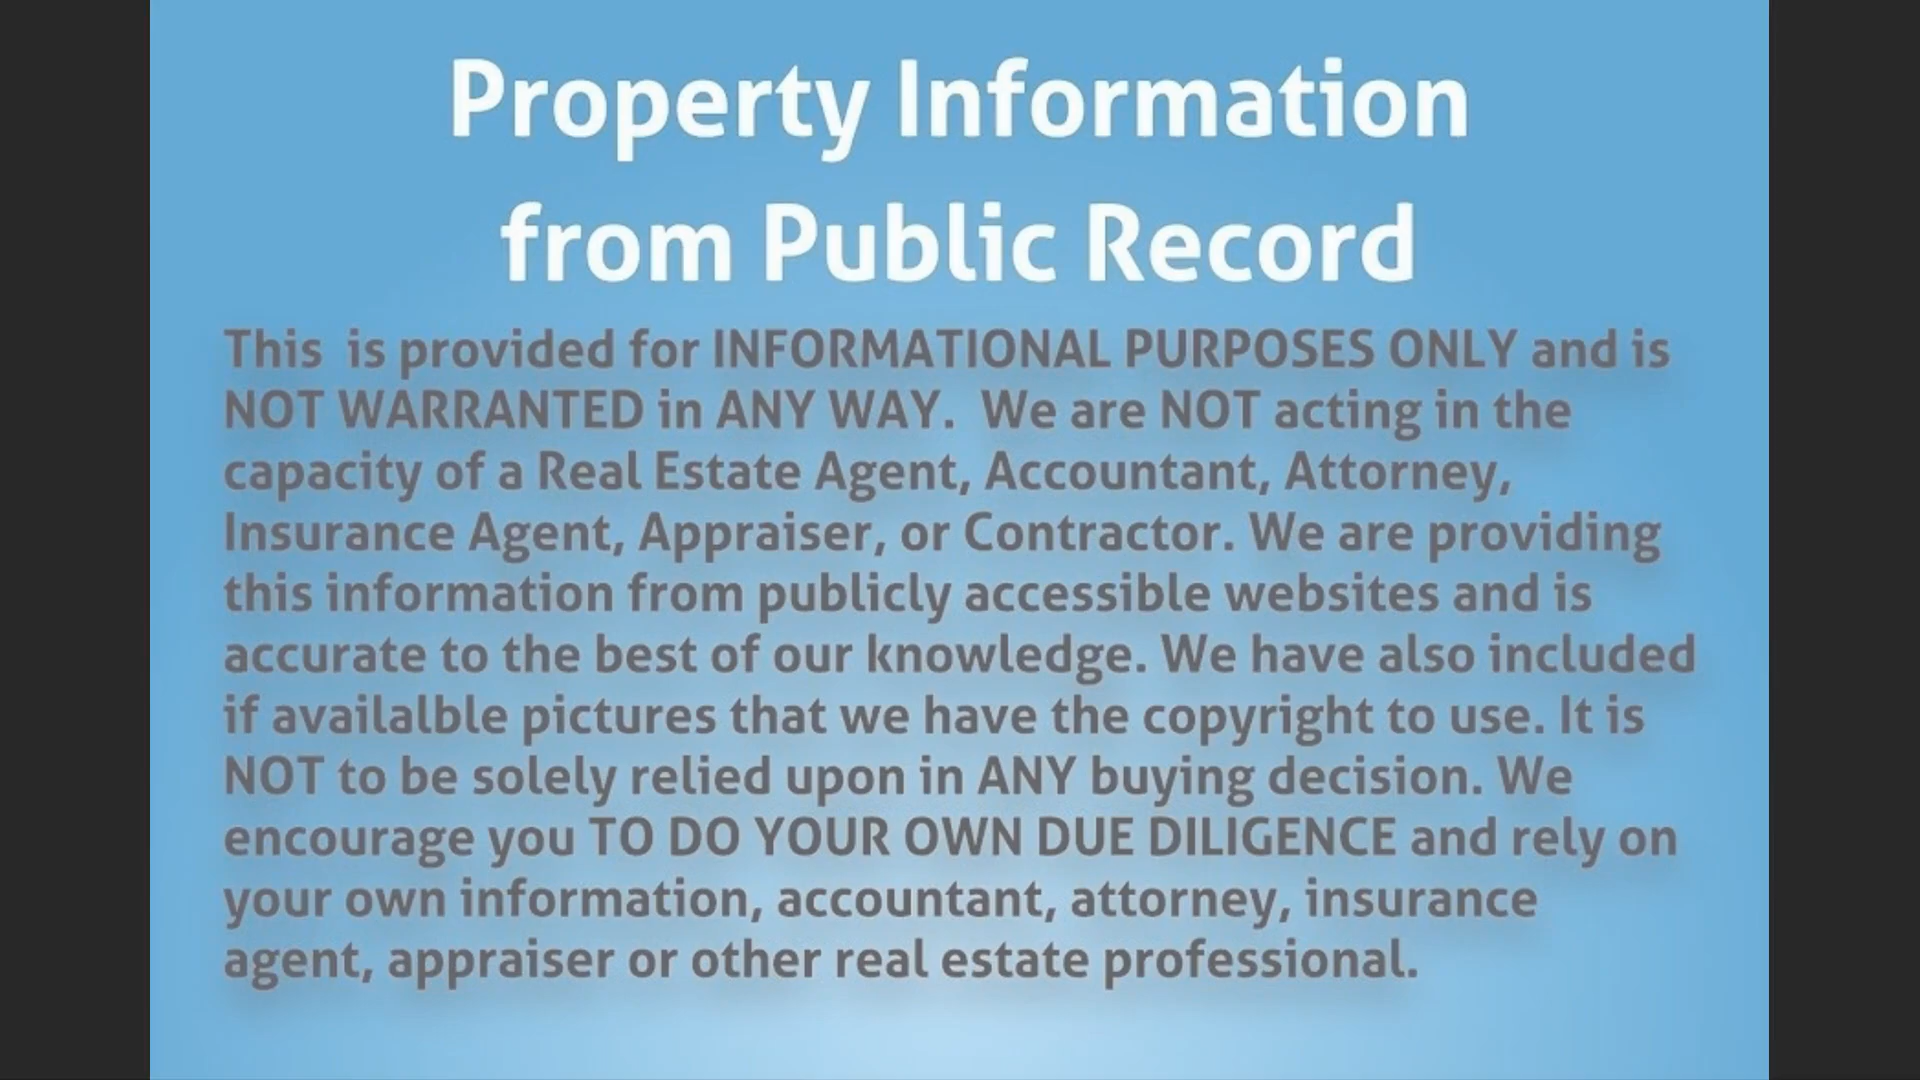 Property Information
from Public Record
This  is provided for INFORMATIONAL PURPOSES ONLY and is
NOT WARRANTED in ANY WAY.  We are NOT acting in the
capacity of a Real Estate Agent, Accountant, Attorney,
Insurance Agent, Appraiser, or Contractor. We are providing
this information from publicly accessible websites and is
accurate to the best of our knowledge. We have also included
if availalble pictures that we have the copyright to use. It is
NOT to be solely relied upon in ANY buying decision. We
encourage you TO DO YOUR OWN DUE DILIGENCE and rely on
your own information, accountant, attorney, insurance
agent, appraiser or other real estate professional.